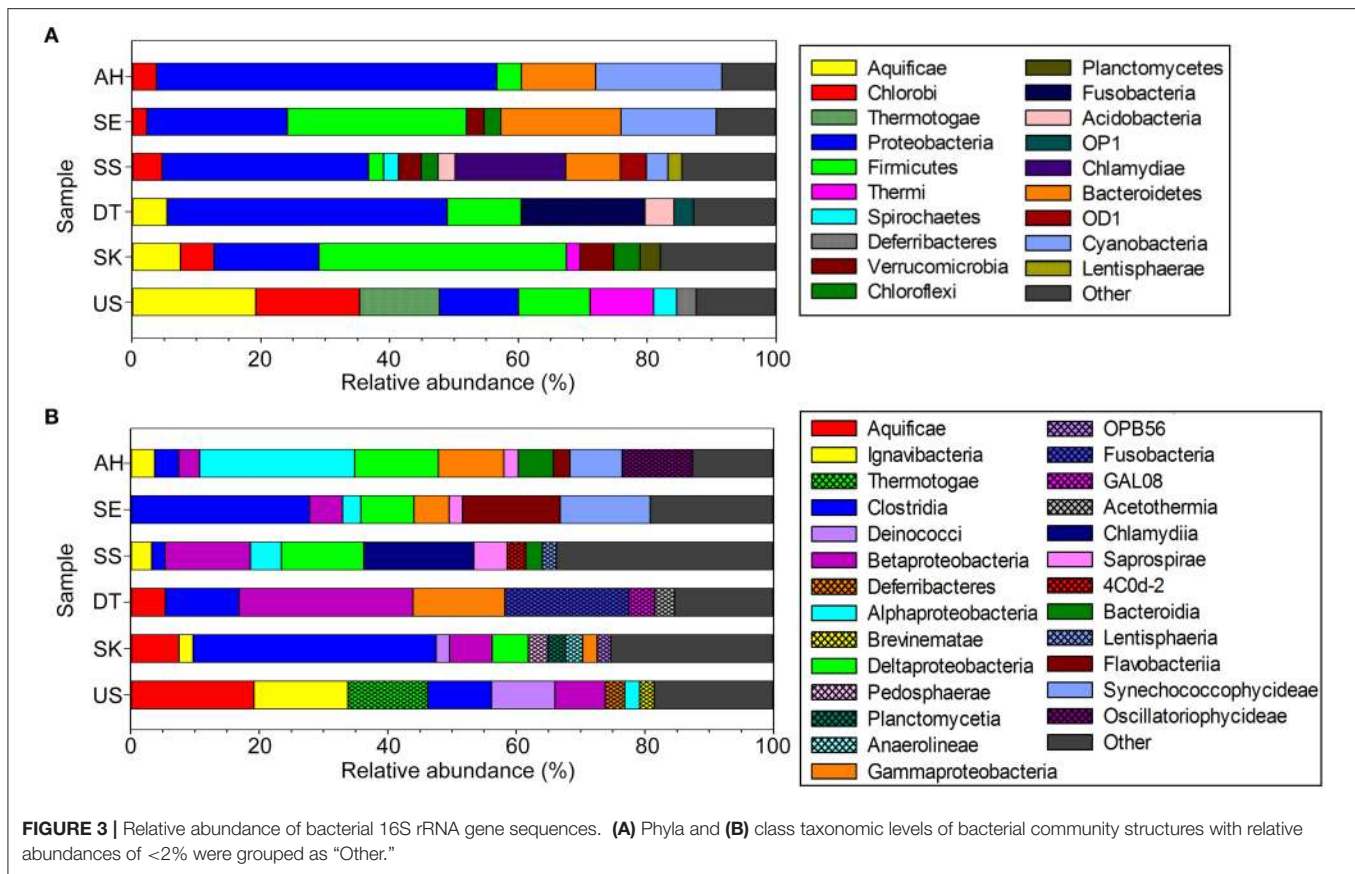 A
AH
SE
SS
DT
SK
US
Sample
0 20 40 60 80 100
Relative abundance (%)
Aquificae
Chlorobi
Thermotogae
Proteobacteria
Firmicutes
Thermi
Spirochaetes
Deferribacteres
Verrucomicrobia
Chloroflexi
Planctomycetes
Fusobacteria
Acidobacteria
OP1
Chlamydiae
Bacteroidetes
OD1
Cyanobacteria
Lentisphaerae
Other
B
AH
SE
SS
DT
SK
US
Sample
0 20 40 60 80 100
Relative abundance (%)
Aquificae
Ignavibacteria
Thermotogae
Clostridia
Deinococci
Betaproteobacteria
Deferribacteres
Alphaproteobacteria
Brevinematae
Deltaproteobacteria
Pedosphaerae
Planctomycetia
Anaerolineae
Gammaproteobacteria
OPB56
Fusobacteria
GAL08
Acetothermia
Chlamydiia
Saprospirae
4C0d-2
Bacteroidia
Lentisphaeria
Flavobacteriia
Synechococcophycideae
Oscillatoriophycideae
Other
FIGURE 3 | Relative abundance of bacterial 16S rRNA gene sequences. (A) Phyla and (B) class taxonomic levels of bacterial community structures with relative
abundances of <2% were grouped as “Other.”